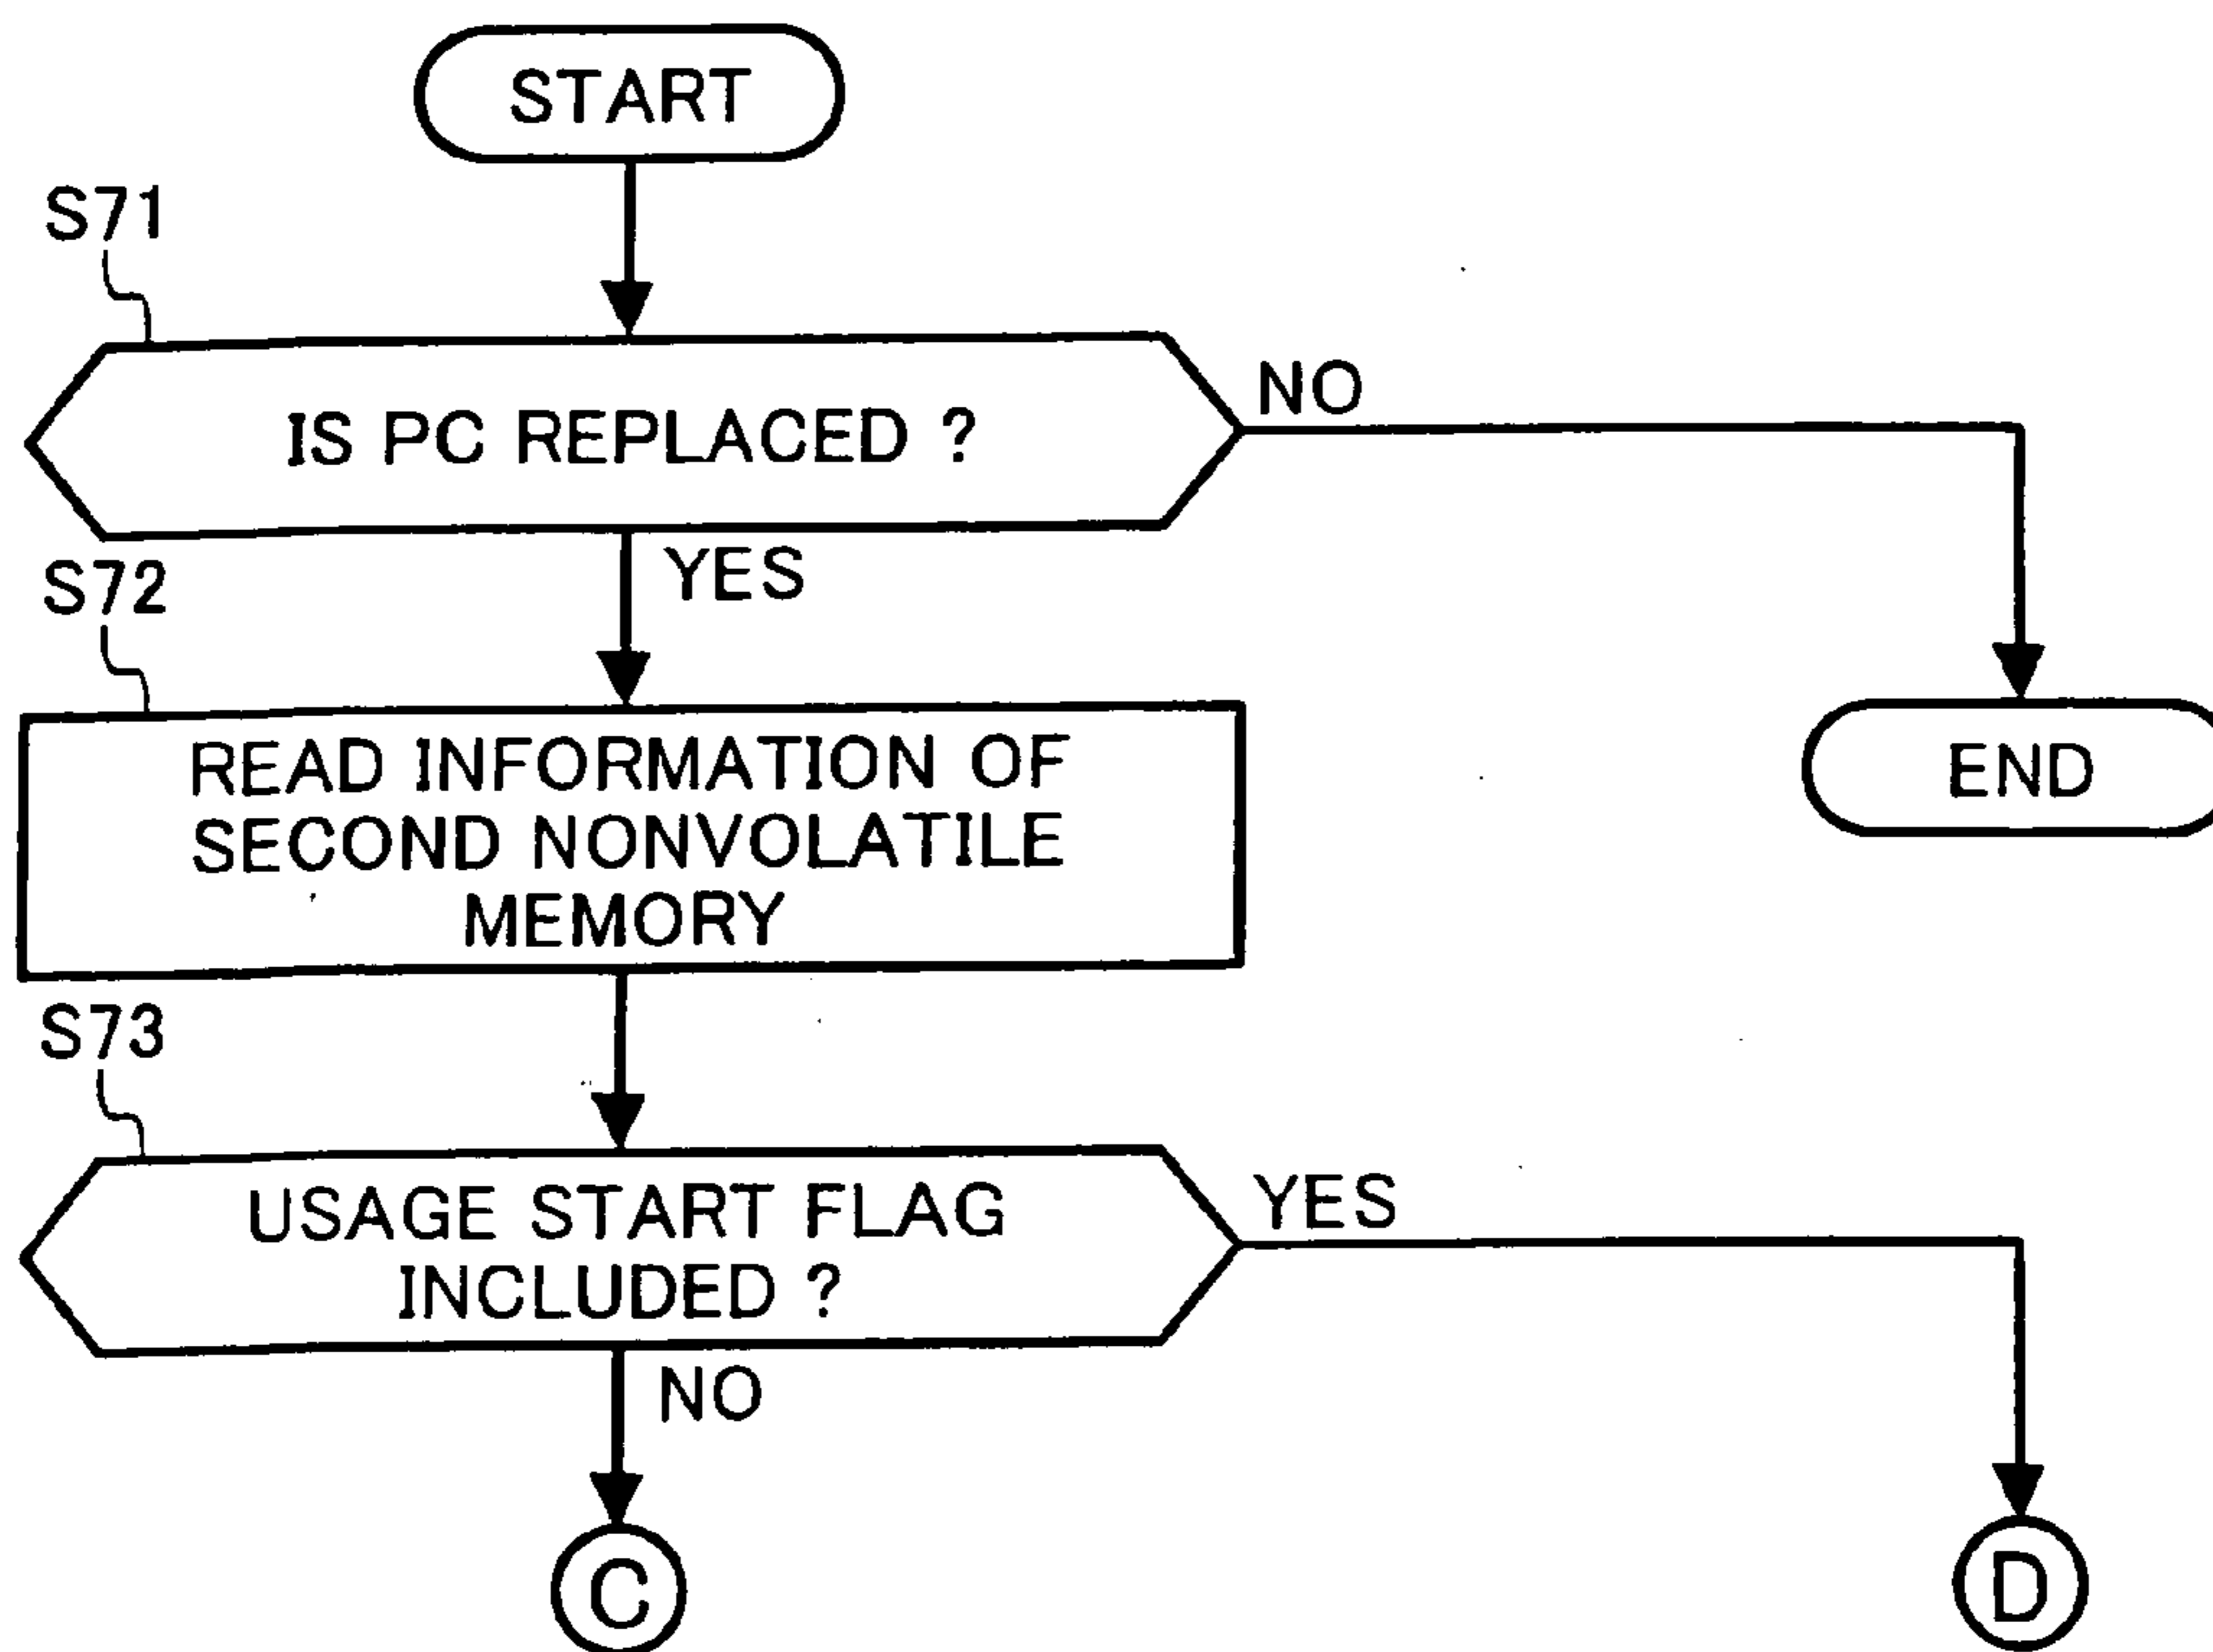 START
S71
IS PC REPLACED ?
NO
YES
S72
READ INFORMATION OF
SECOND NONVOLATILE
MEMORY
END
S73
USAGE START FLAG
INCLUDED ?
YES
NO
C
D